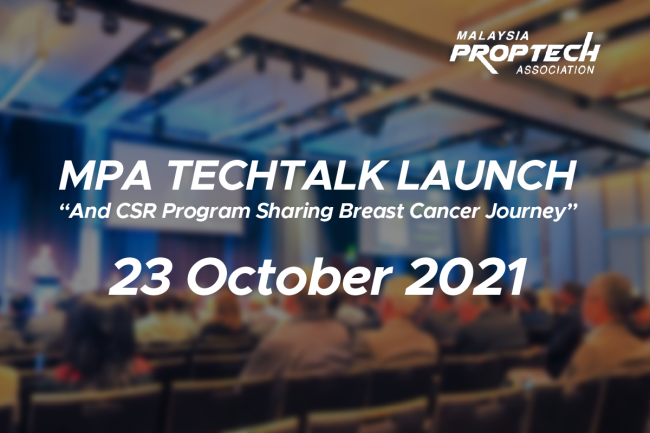 MALAYSIA
PROPTECH
ASSOCIATION
MPA TECHTALK LAUNCH
“And CSR Program Sharing Breast Cancer Journey”
23 October 2021